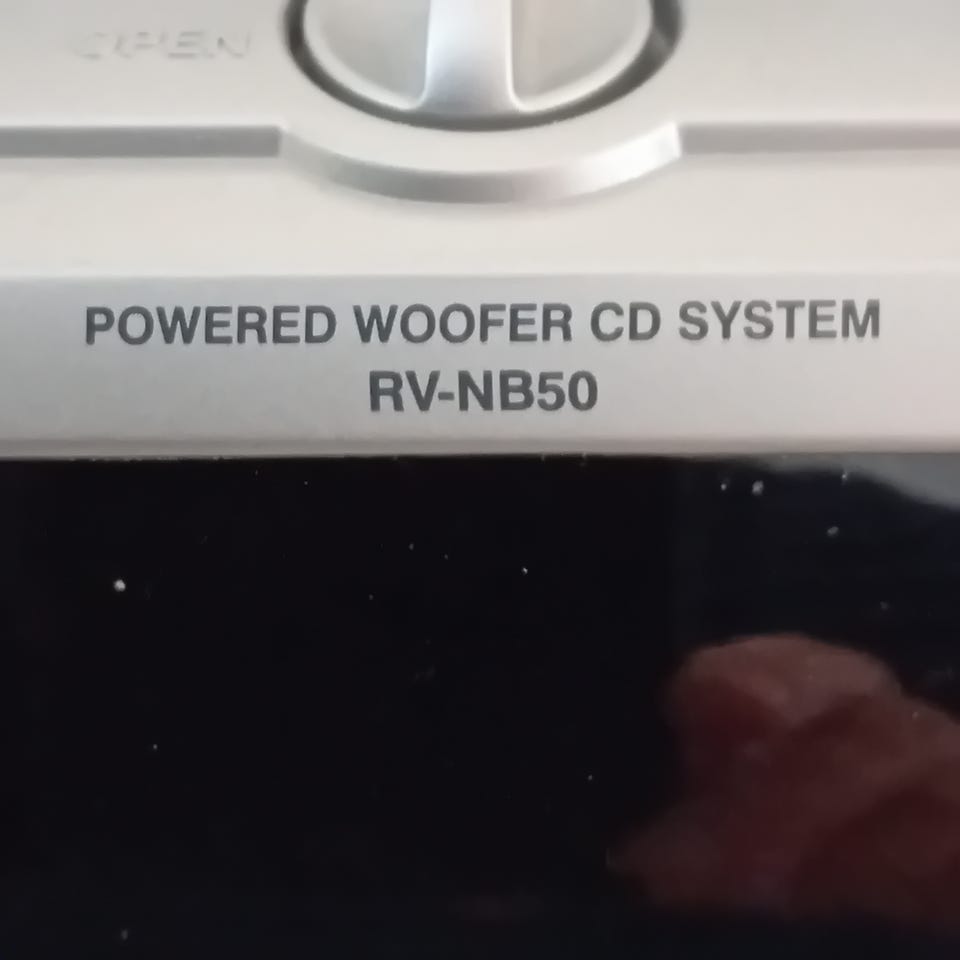 OPEN
POWERED WOOFER CD SYSTEM
RV-NB50